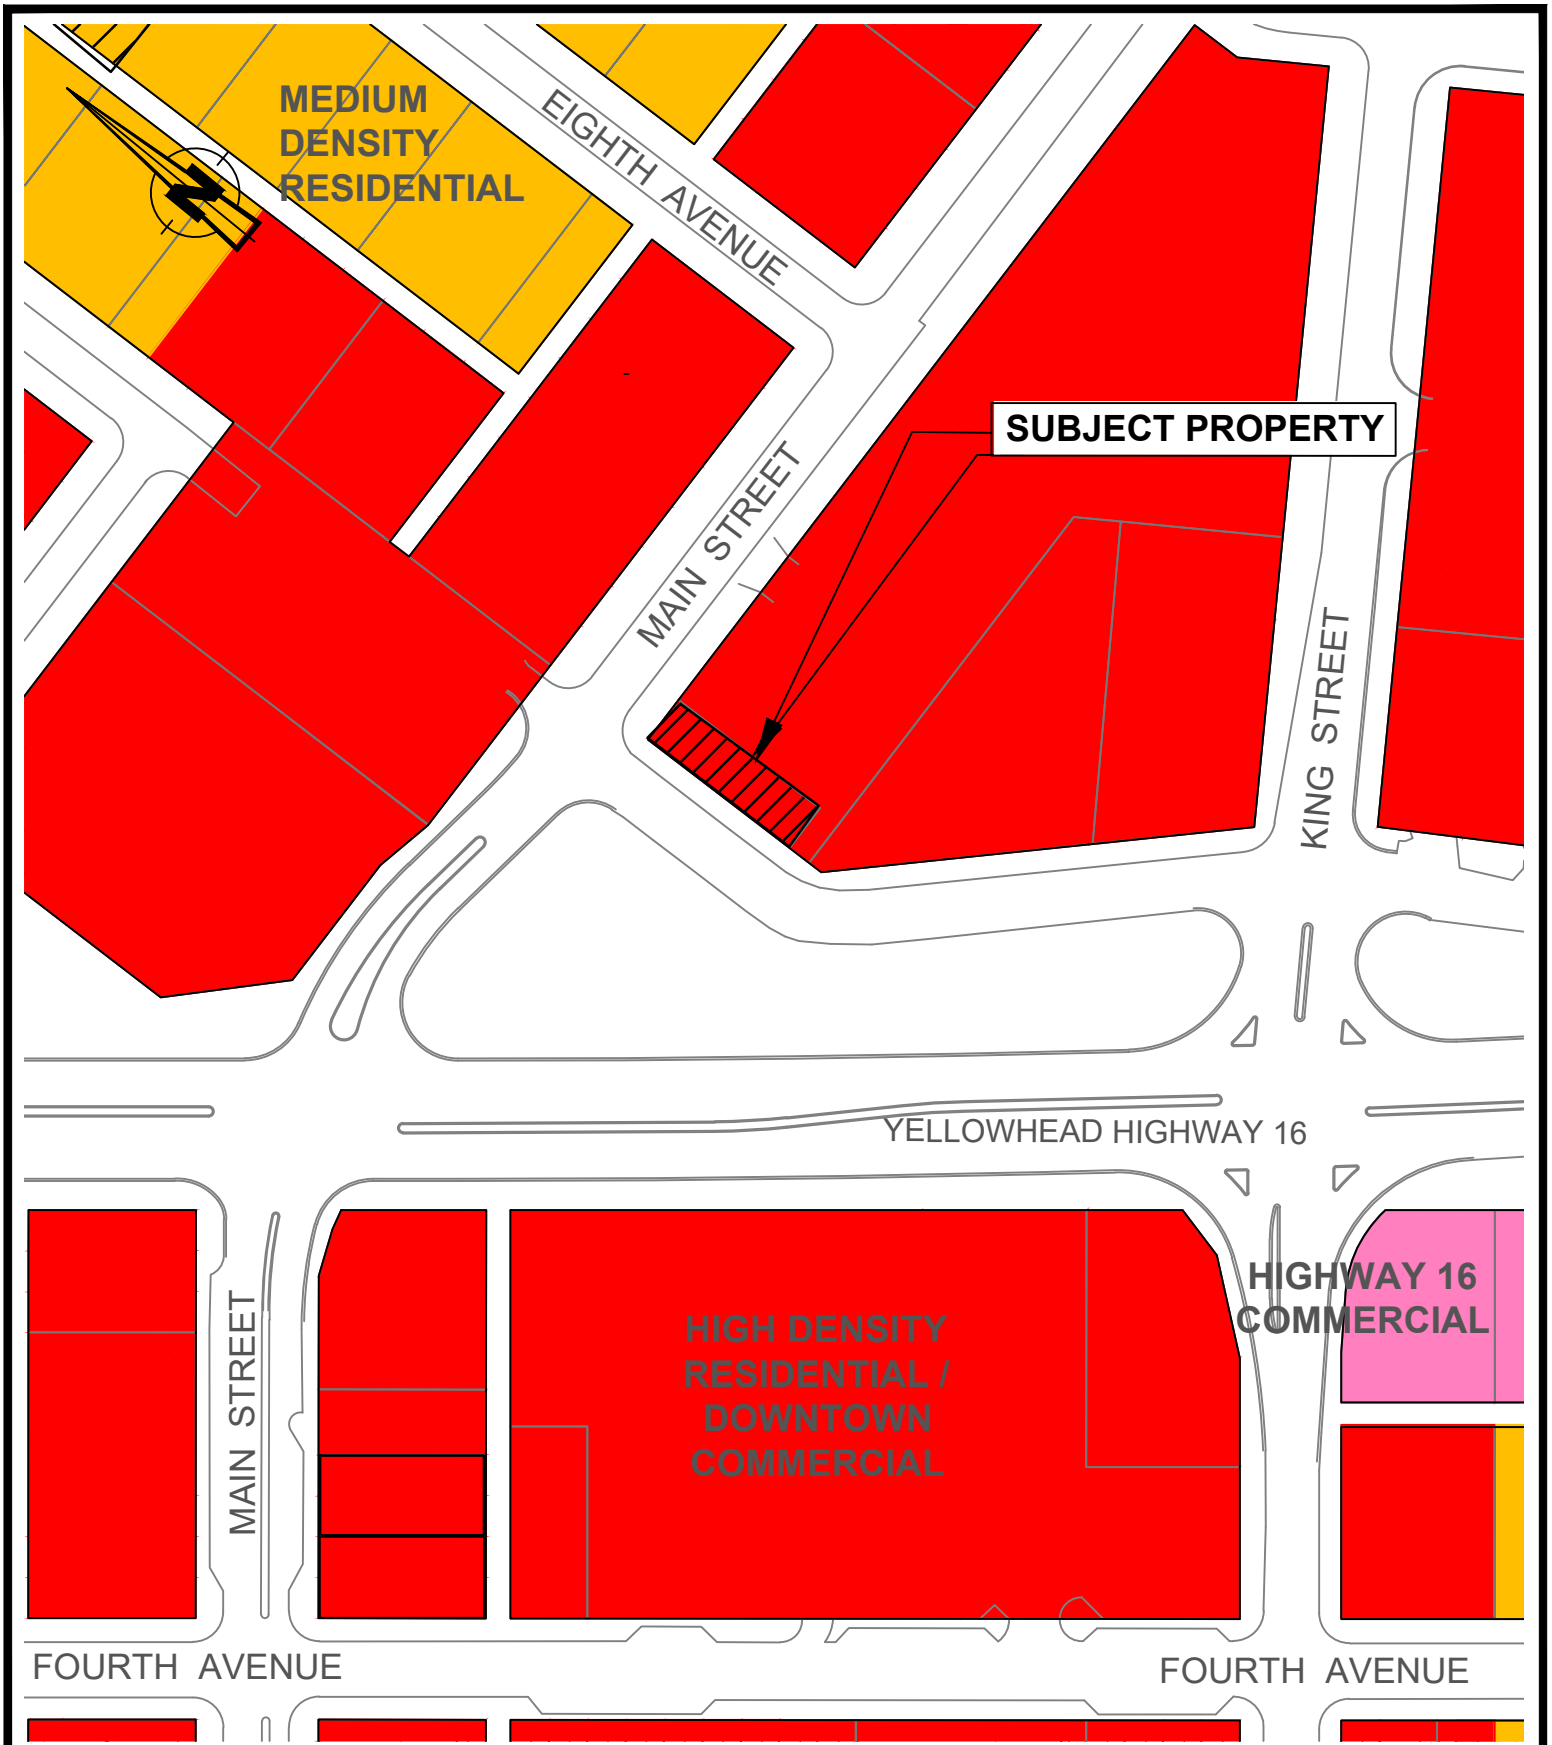 MEDIUM
DENSITY
RESIDENTIAL
N
EIGHTH AVENUE
SUBJECT PROPERTY
MAIN STREET
KING STREET
YELLOWHEAD HIGHWAY 16
HIGHWAY 16
COMMERCIAL
HIGH DENSITY
RESIDENTIAL /
DOWNTOWN
COMMERCIAL
MAIN STREET
FOURTH AVENUE
FOURTH AVENUE